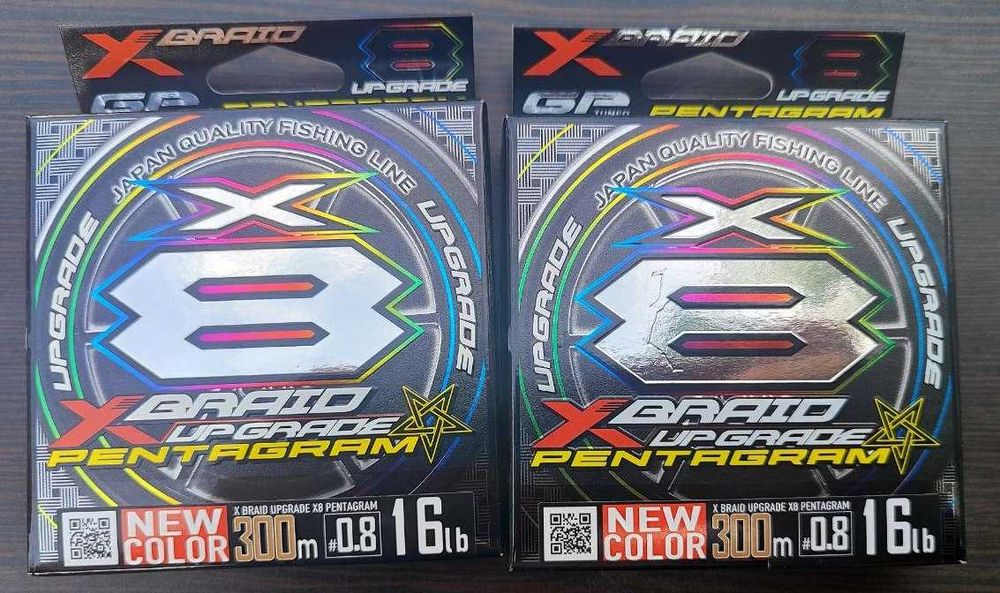 X BRAID
8
UPGRADE
GP
PENTAGRAM
JAPAN QUALITY FISHING LINE
UPGRADE
UPGRADE
X
8
X BRAID
UPGRADE
PENTAGRAM
NEW COLOR
X BRAID UPGRADE X8 PENTAGRAM
300m
#0.8
16lb
X BRAID
8
UPGRADE
GP
TUNED
PENTAGRAM
JAPAN QUALITY FISHING LINE
UPGRADE
UPGRADE
X
8
X BRAID
UPGRADE
PENTAGRAM
NEW COLOR
X BRAID UPGRADE X8 PENTAGRAM
300m
#0.8
16lb